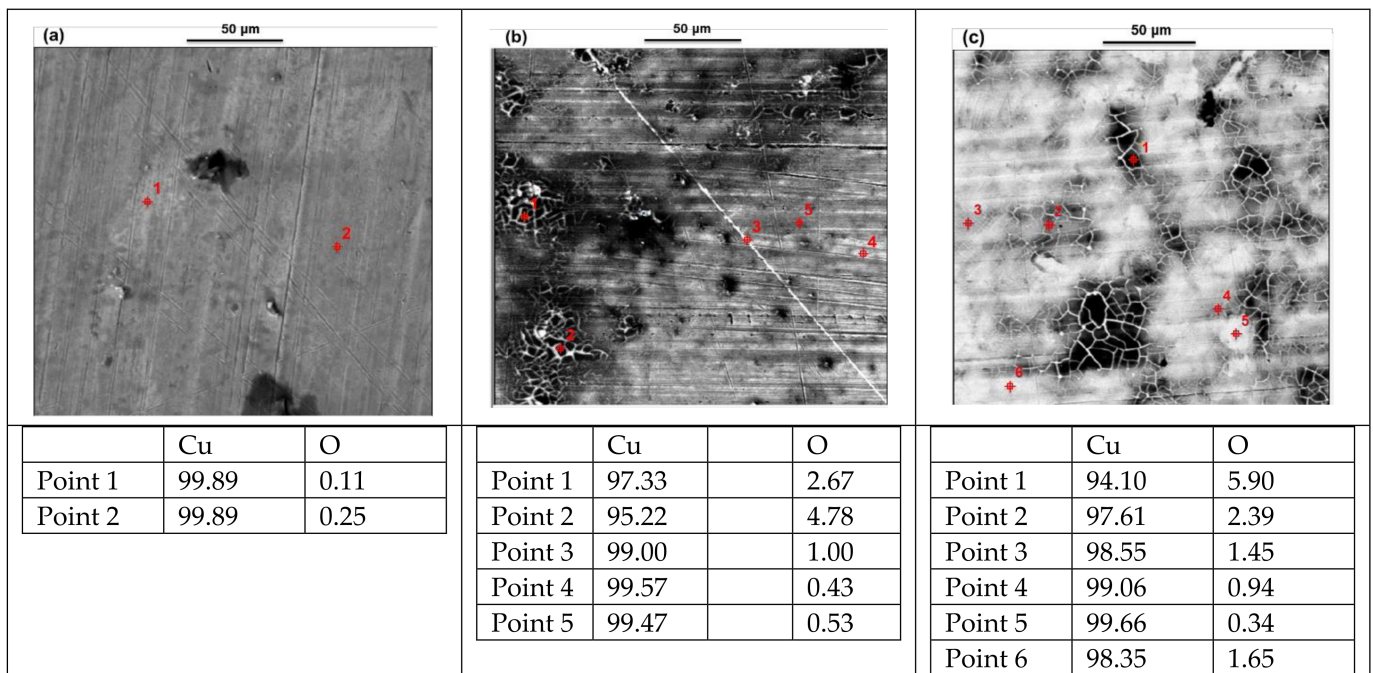 (a) 50 µm
1
2
(b) 50 µm
1
2
3
4
5
(c) 50 µm
1
2
3
4
5
6
Cu O
Point 1 99.89 0.11
Point 2 99.89 0.25
Cu O
Point 1 97.33 2.67
Point 2 95.22 4.78
Point 3 99.00 1.00
Point 4 99.57 0.43
Point 5 99.47 0.53
Cu O
Point 1 94.10 5.90
Point 2 97.61 2.39
Point 3 98.55 1.45
Point 4 99.06 0.94
Point 5 99.66 0.34
Point 6 98.35 1.65